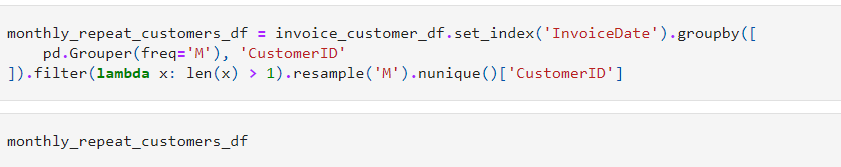 monthly_repeat_customers_df = invoice_customer_df.set_index('InvoiceDate').groupby([
    pd.Grouper(freq='M'), 'CustomerID'
]).filter(lambda x: len(x) > 1).resample('M').nunique()['CustomerID']
monthly_repeat_customers_df